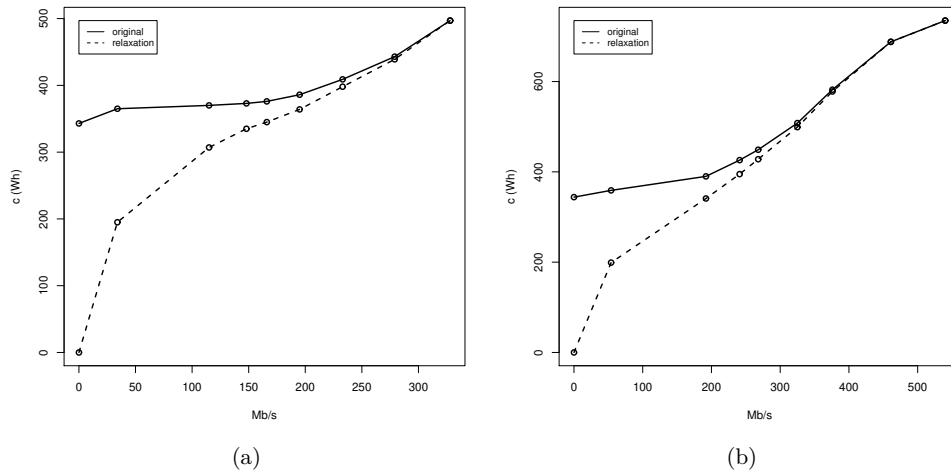 original
relaxation
500
400
300
200
100
0
c (Wh)
0 50 100 150 200 250 300
Mb/s
(a)
original
relaxation
600
400
200
0
c (Wh)
0 100 200 300 400 500
Mb/s
(b)